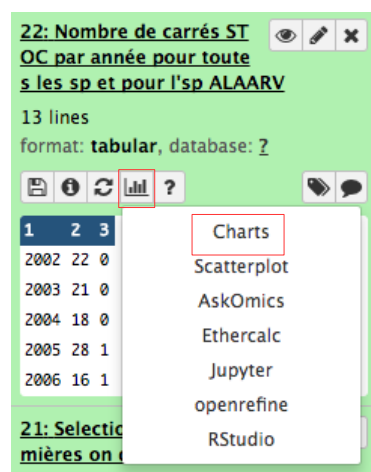 22: Nombre de carrés ST
OC par année pour toute
s les sp et pour l'sp ALAARV
13 lines
format: tabular, database: ?
?
1 2 3
2002 22 0
2003 21 0
2004 18 0
2005 28 1
2006 16 1
Charts
Scatterplot
AskOmics
Ethercalc
Jupyter
openrefine
RStudio
21: Selectio
mières on